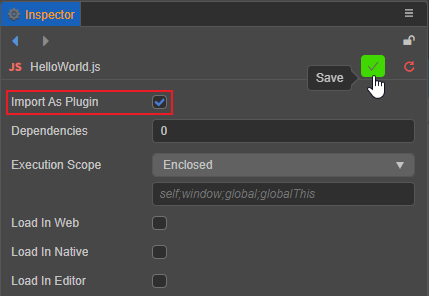 Inspector
JS HelloWorld.js
Save
Import As Plugin
Dependencies
0
Execution Scope
Enclosed
self;window;global;globalThis
Load In Web
Load In Native
Load In Editor